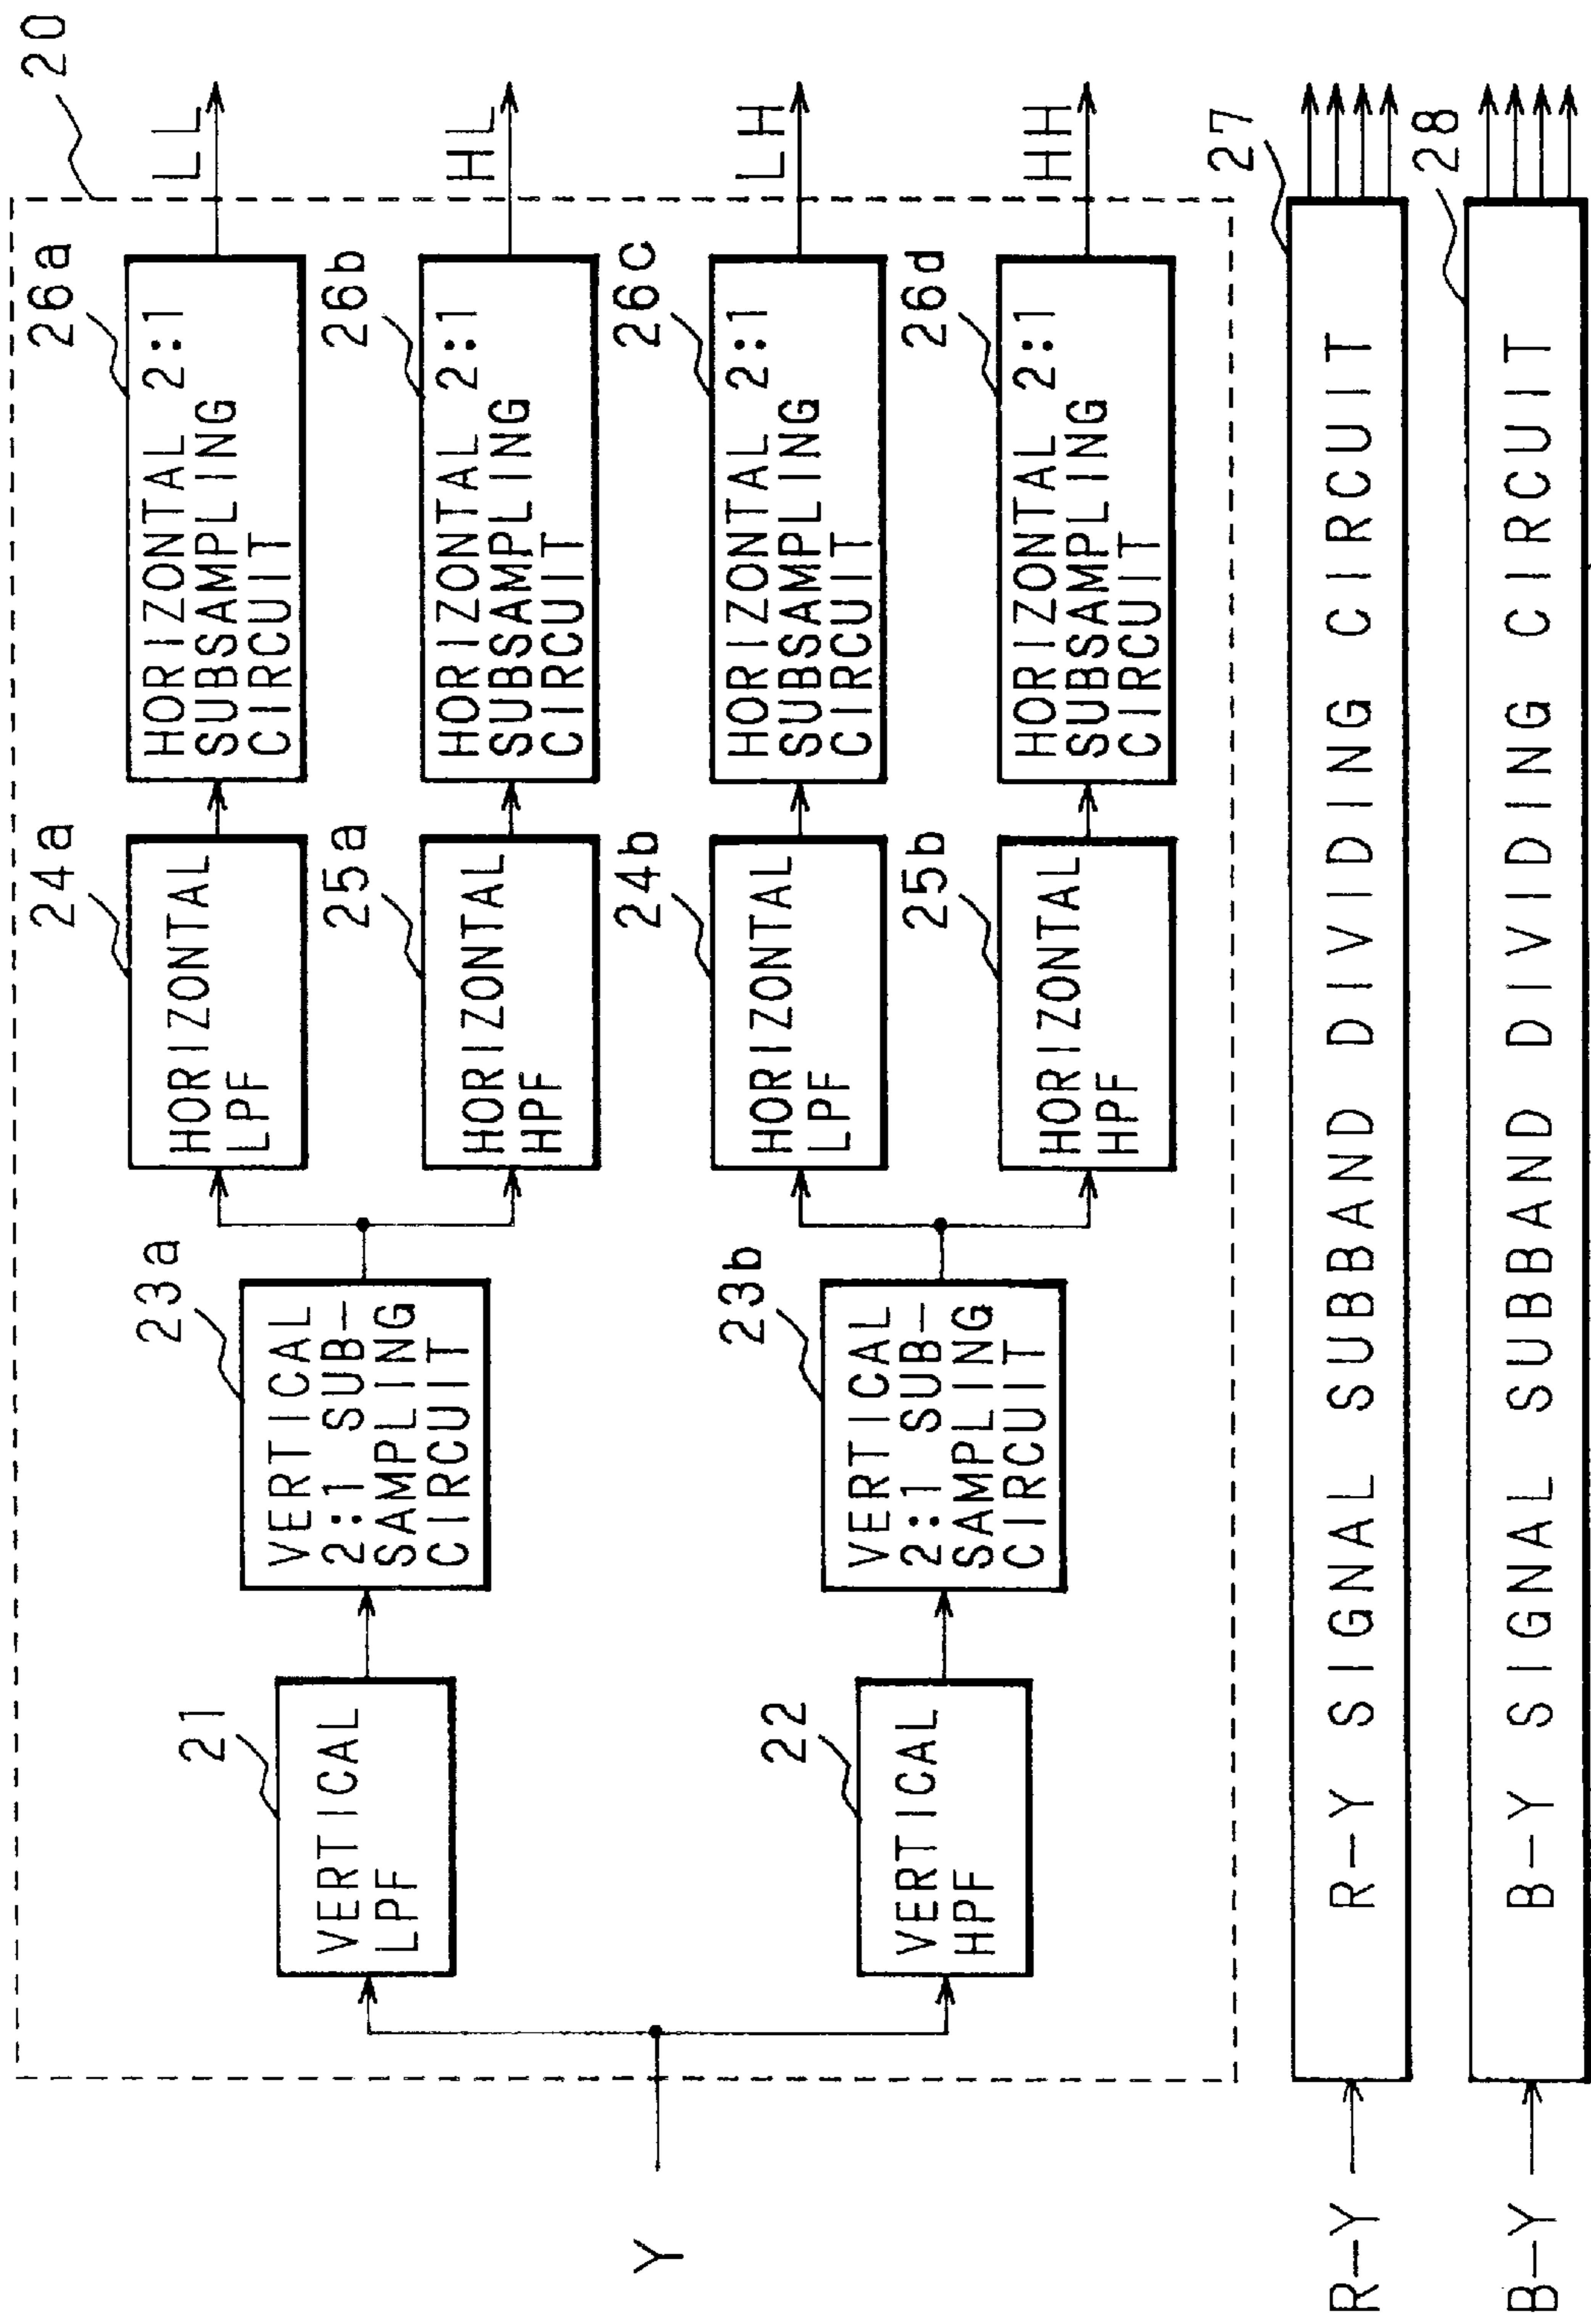 20
21
VERTICAL
LPF
23a
VERTICAL
2:1 SUB-
SAMPLING
CIRCUIT
24a
HORIZONTAL
LPF
26a
HORIZONTAL 2:1
SUBSAMPLING
CIRCUIT
LL
25a
HORIZONTAL
HPF
26b
HORIZONTAL 2:1
SUBSAMPLING
CIRCUIT
HL
Y
22
VERTICAL
HPF
23b
VERTICAL
2:1 SUB-
SAMPLING
CIRCUIT
24b
HORIZONTAL
LPF
26c
HORIZONTAL 2:1
SUBSAMPLING
CIRCUIT
LH
25b
HORIZONTAL
HPF
26d
HORIZONTAL 2:1
SUBSAMPLING
CIRCUIT
HH
27
R-Y
R-Y SIGNAL SUBBAND DIVIDING CIRCUIT
28
B-Y
B-Y SIGNAL SUBBAND DIVIDING CIRCUIT